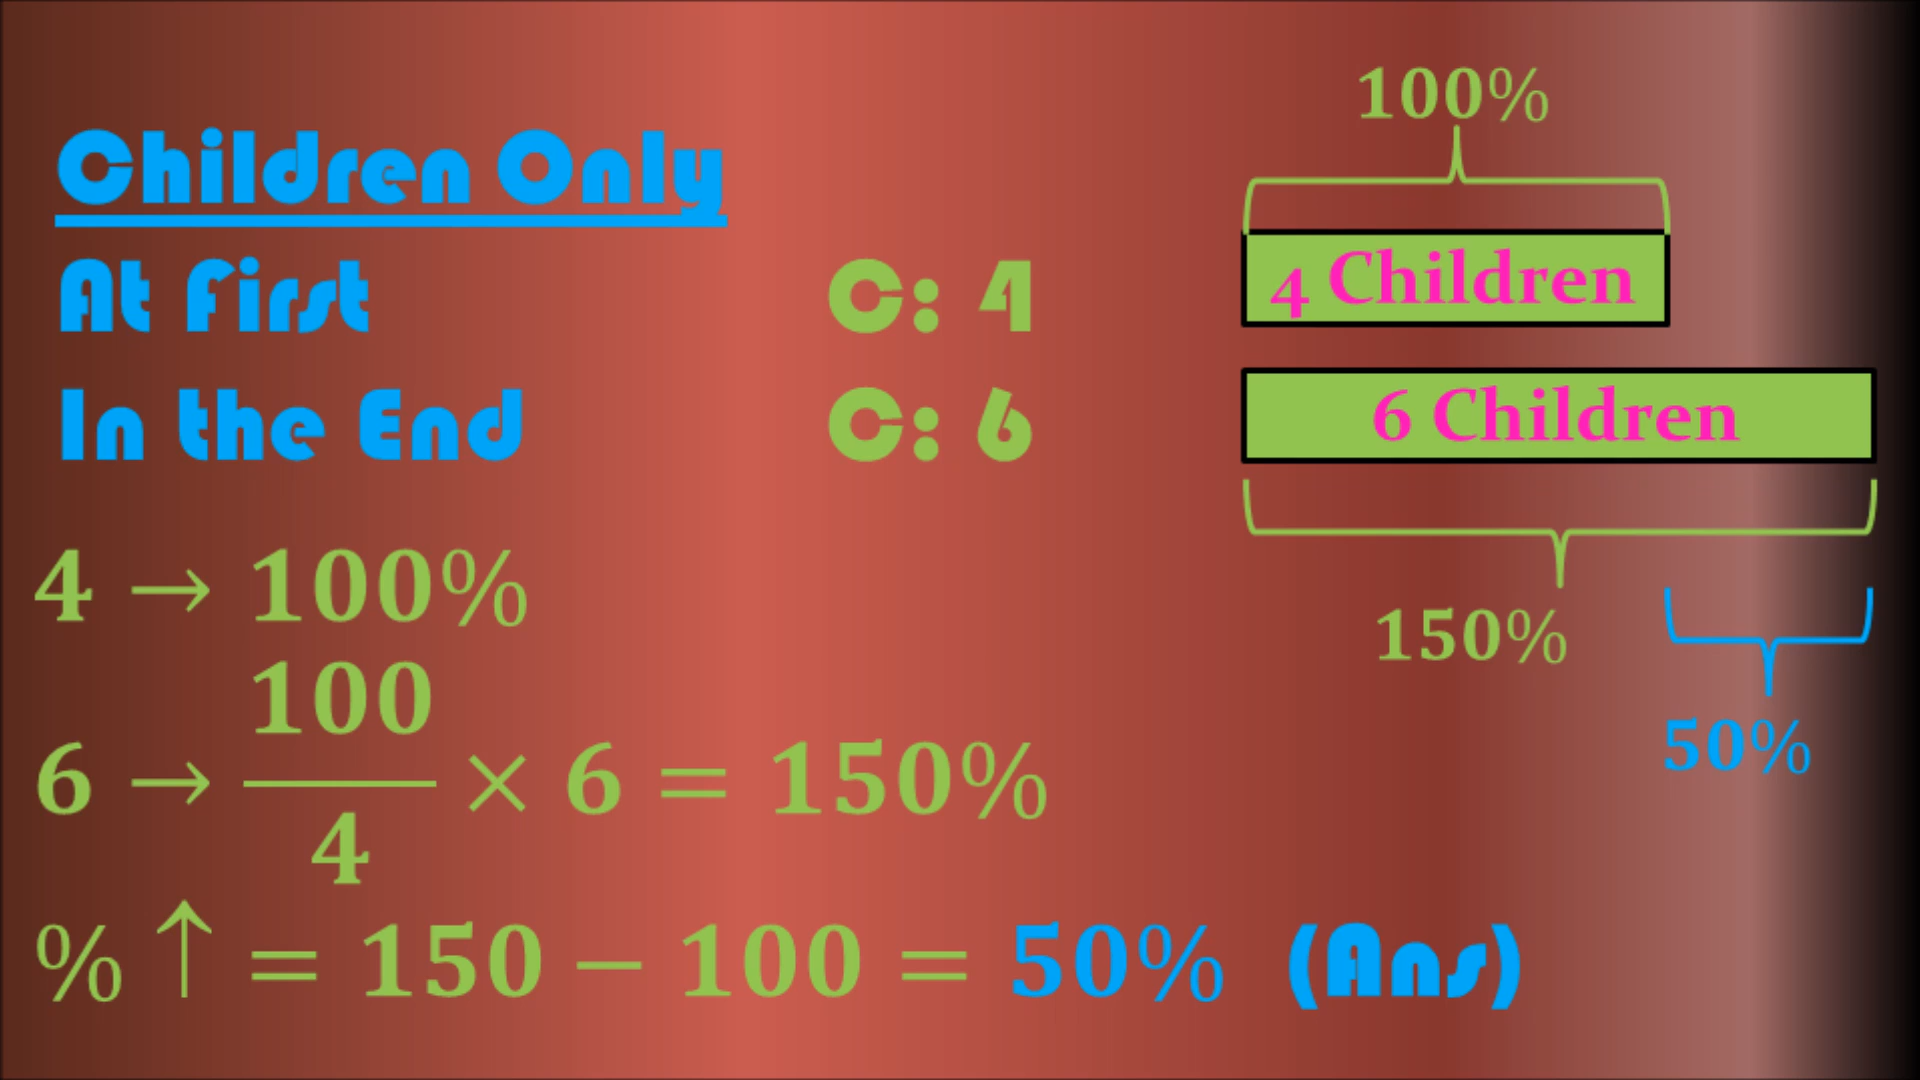 Children Only
At First C: 4
In the End C: 6
4 → 100%
6 → 100/4 × 6 = 150%
% ↑ = 150 − 100 = 50% (Ans)
100%
4 Children
6 Children
150%
50%